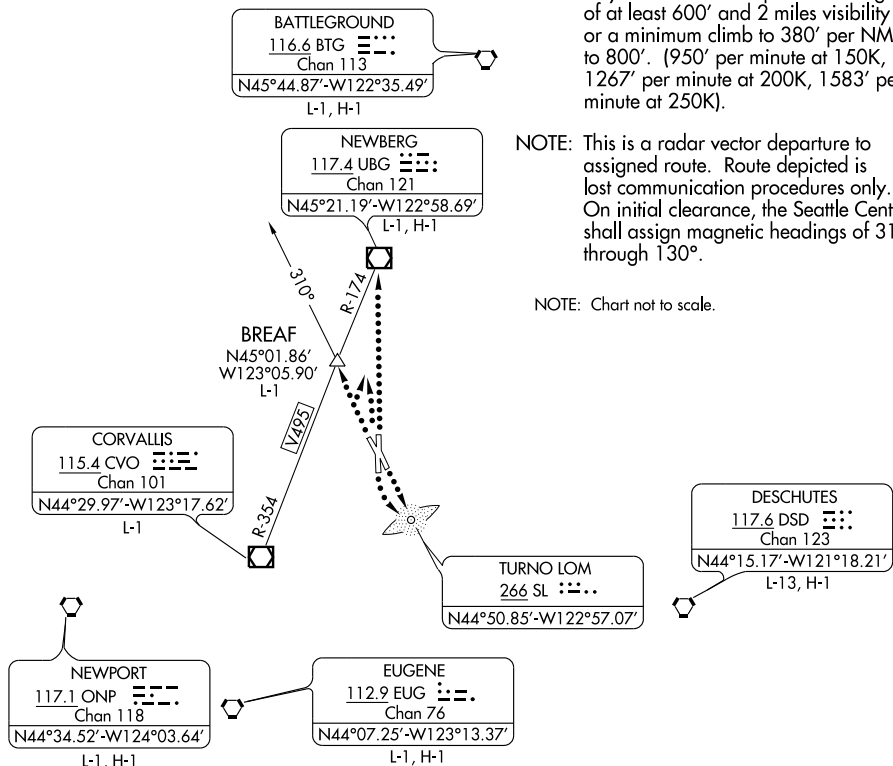 of at least 600' and 2 miles visibility
or a minimum climb to 380' per NM
to 800'. (950' per minute at 150K,
1267' per minute at 200K, 1583' pe
minute at 250K).
BATTLEGROUND
116.6 BTG
Chan 113
N45°44.87'-W122°35.49'
L-1, H-1
NEWBERG
117.4 UBG
Chan 121
N45°21.19'-W122°58.69'
L-1, H-1
NOTE: This is a radar vector departure to
assigned route. Route depicted is
lost communication procedures only.
On initial clearance, the Seattle Cent
shall assign magnetic headings of 31
through 130°.
NOTE: Chart not to scale.
310°
R-174
BREAF
N45°01.86'
W123°05.90'
L-1
V495
R-354
CORVALLIS
115.4 CVO
Chan 101
N44°29.97'-W123°17.62'
L-1
TURNO LOM
266 SL
N44°50.85'-W122°57.07'
DESCHUTES
117.6 DSD
Chan 123
N44°15.17'-W121°18.21'
L-13, H-1
NEWPORT
117.1 ONP
Chan 118
N44°34.52'-W124°03.64'
L-1, H-1
EUGENE
112.9 EUG
Chan 76
N44°07.25'-W123°13.37'
L-1, H-1